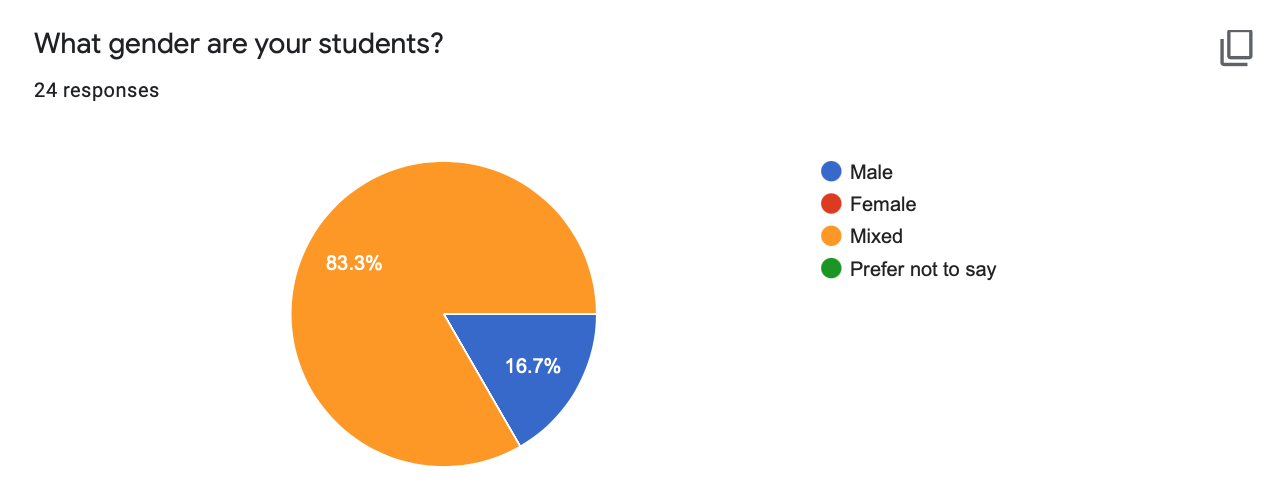 What gender are your students?
24 responses
83.3%
16.7%
Male
Female
Mixed
Prefer not to say